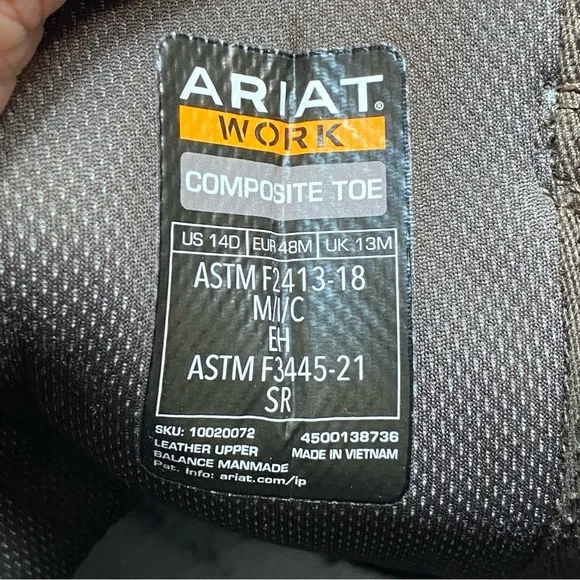 ARIAT®
WORK
COMPOSITE TOE
US 14D | EUR 48M | UK 13M
ASTM F2413-18
M/I/C
EH
ASTM F3445-21
SR
SKU: 10020072 4500138736
LEATHER UPPER MADE IN VIETNAM
BALANCE MANMADE
Pat. Info: ariat.com/ip